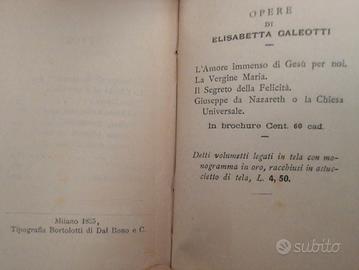 Milano 1885,
Tipografia Bortolotti di Dal Bono e C.
OPERE
DI
ELISABETTA GALEOTTI
L'Amore immenso di Gesù per noi.
La Vergine Maria.
Il Segreto della Felicità.
Giuseppe da Nazareth o la Chiesa
Universale.
In brochure Cent. 60 cad.
Detti volumetti legati in tela con mo-
nogramma in oro, racchiusi in astuc-
cietto di tela, L. 4, 50.
subito